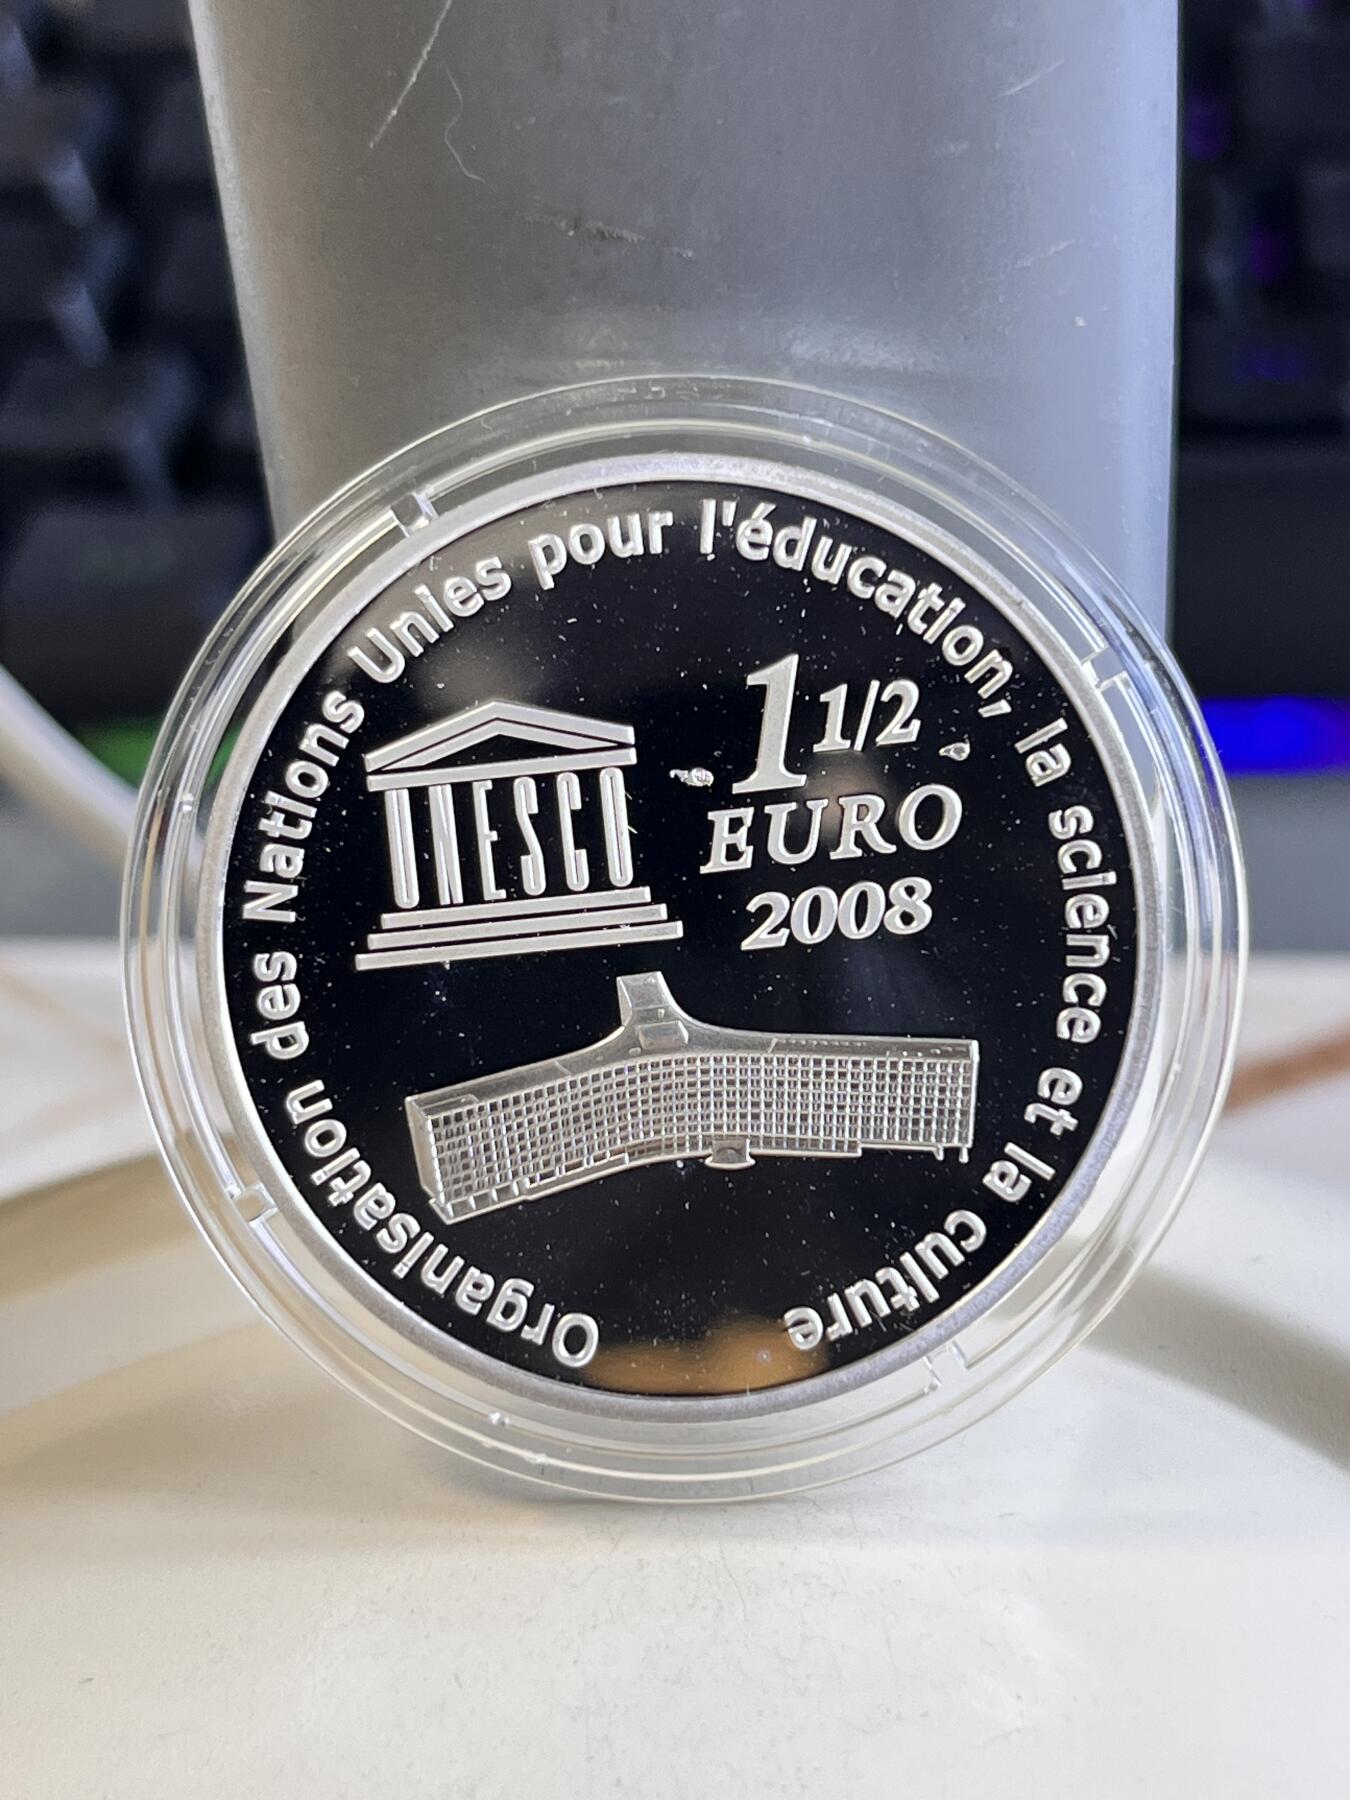 Organisation des Nations Unies pour l'éducation, la science et la culture
UNESCO
1 1/2
EURO
2008